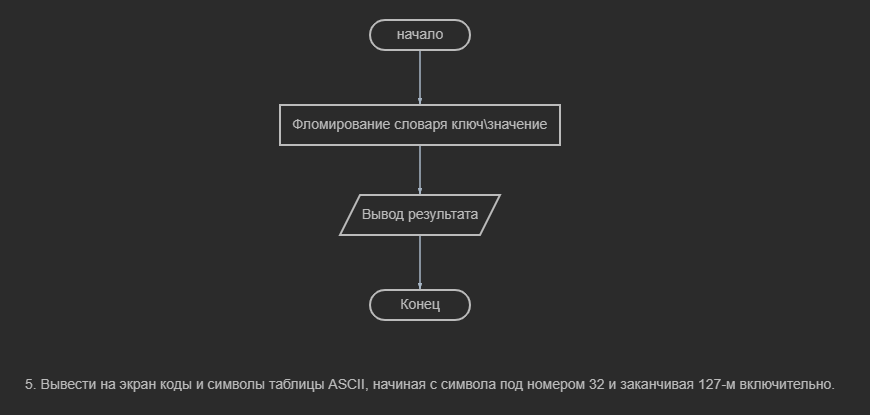 начало
Фломирование словаря ключ\значение
Вывод результата
Конец
5. Вывести на экран коды и символы таблицы ASCII, начиная с символа под номером 32 и заканчивая 127-м включительно.